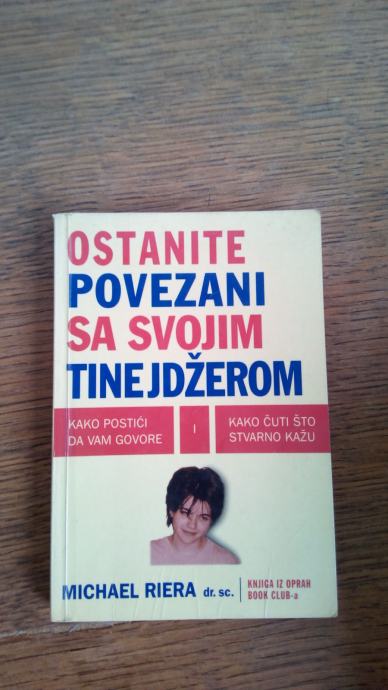 OSTANITE
POVEZANI
SA SVOJIM
TINEJDŽEROM
KAKO POSTIĆI
DA VAM GOVORE
I
KAKO ČUTI ŠTO
STVARNO KAŽU
MICHAEL RIERA dr. sc.
KNJIGA IZ OPRAH
BOOK CLUB-a